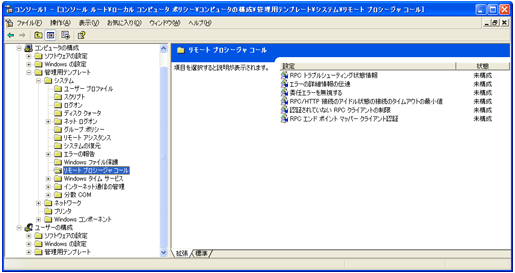 コンソール1 - [コンソール ルート¥ローカル コンピュータ ポリシー¥コンピュータの構成¥管理用テンプレート¥システム¥リモート プロシージャ コール]
ファイル(F) 操作(A) 表示(V) お気に入り(O) ウィンドウ(W) ヘルプ(H)
コンピュータの構成
ソフトウェアの設定
Windows の設定
管理用テンプレート
システム
ユーザー プロファイル
スクリプト
ログオン
ディスク クォータ
ネット ログオン
グループ ポリシー
リモート アシスタンス
システムの復元
エラーの報告
Windows ファイル保護
リモート プロシージャ コール
Windows タイム サービス
インターネット通信の管理
分散 COM
ネットワーク
プリンタ
Windows コンポーネント
ユーザーの構成
ソフトウェアの設定
Windows の設定
管理用テンプレート
リモート プロシージャ コール
項目を選択すると説明が表示されます。
設定 状態
RPC トラブルシューティング状態情報 未構成
エラーの詳細情報の伝達 未構成
委任エラーを無視する 未構成
RPC/HTTP 接続のアイドル状態の接続のタイムアウトの最小値 未構成
認証されていない RPC クライアントの制限 未構成
RPC エンド ポイント マッパー クライアント認証 未構成
拡張 標準